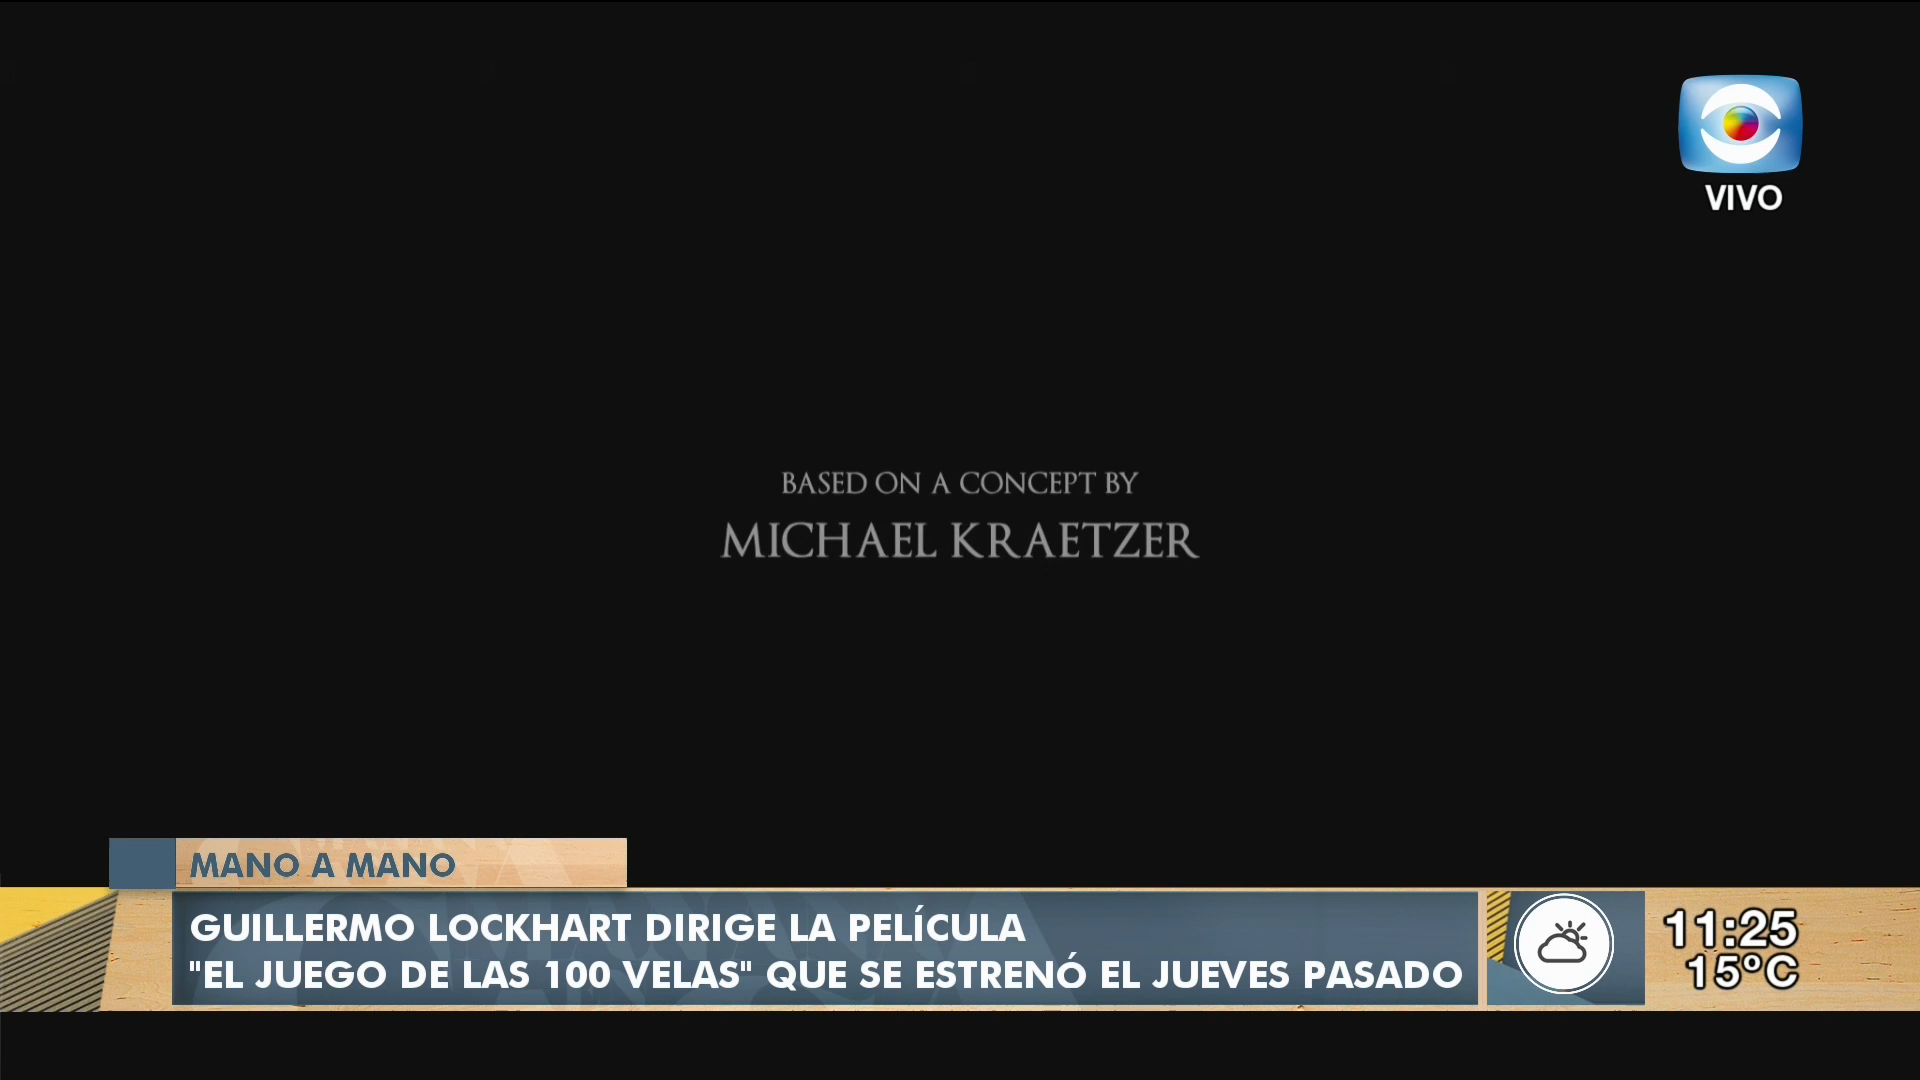 VIVO
BASED ON A CONCEPT BY
MICHAEL KRAETZER
MANO A MANO
GUILLERMO LOCKHART DIRIGE LA PELÍCULA
"EL JUEGO DE LAS 100 VELAS" QUE SE ESTRENÓ EL JUEVES PASADO
11:25
15°C